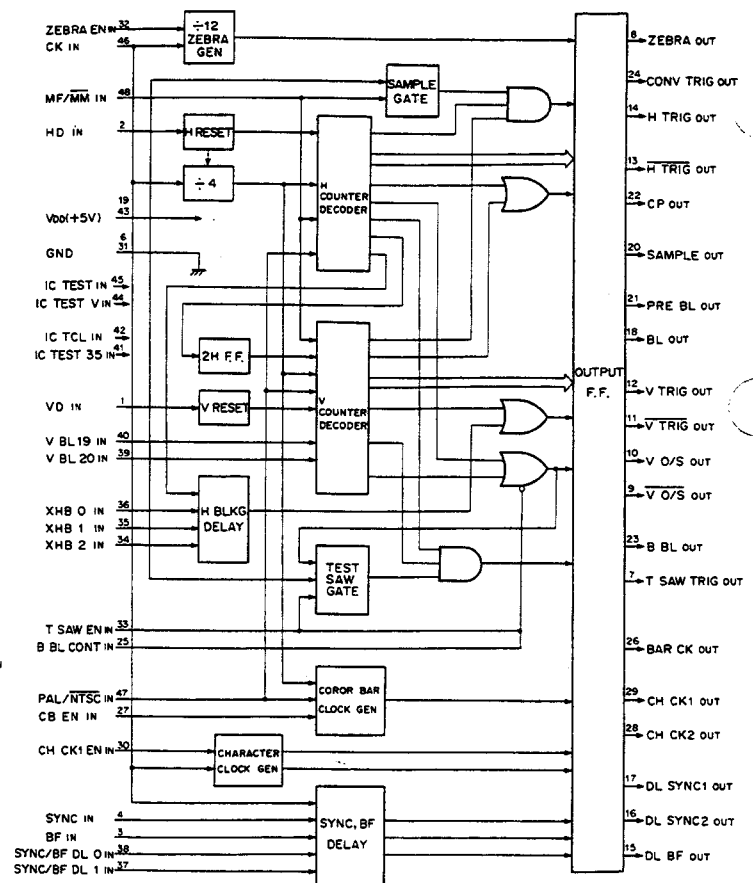 ZEBRA EN IN 32
CK IN 46
÷12
ZEBRA
GEN
MF/MM IN 48
SAMPLE
GATE
HD IN 2
H RESET
÷4
H
COUNTER
DECODER
19
VDD(+5V) 43
6
GND 31
IC TEST IN 45
IC TEST V IN 44
IC TCL IN 42
IC TEST 35 IN 41
2H F.F.
VD IN 1
V RESET
V
COUNTER
DECODER
V BL 19 IN 40
V BL 20 IN 39
XHB 0 IN 36
XHB 1 IN 35
XHB 2 IN 34
H BLKG
DELAY
TEST
SAW
GATE
T SAW EN IN 33
B BL CONT IN 25
PAL/NTSC IN 47
CB EN IN 27
COROR BAR
CLOCK GEN
CH CK1 EN IN 30
CHARACTER
CLOCK GEN
SYNC IN 4
BF IN 3
SYNC/BF DL 0 IN 38
SYNC/BF DL 1 IN 37
SYNC, BF
DELAY
OUTPUT
F.F.
8 ZEBRA OUT
24 CONV TRIG OUT
14 H TRIG OUT
13 H TRIG OUT
22 CP OUT
20 SAMPLE OUT
21 PRE BL OUT
18 BL OUT
12 V TRIG OUT
11 V TRIG OUT
10 V O/S OUT
9 V O/S OUT
23 B BL OUT
7 T SAW TRIG OUT
26 BAR CK OUT
29 CH CK1 OUT
28 CH CK2 OUT
17 DL SYNC1 OUT
16 DL SYNC2 OUT
15 DL BF OUT